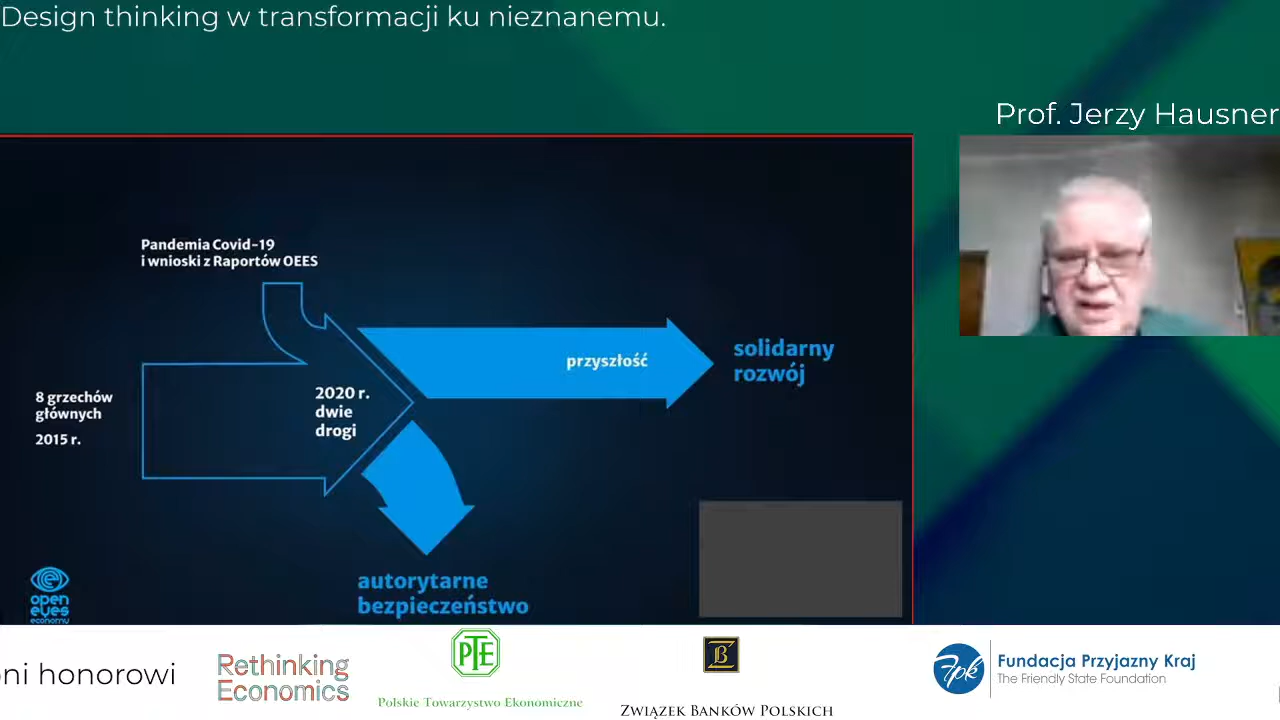 Design thinking w transformacji ku nieznanemu.
Prof. Jerzy Hausner
Pandemia Covid-19
i wnioski z Raportów OEES
8 grzechów
głównych
2015 r.
2020 r.
dwie
drogi
przyszłość
solidarny
rozwój
autorytarne
bezpieczeństwo
open
eyes
economy
ni honorowi
Rethinking
Economics
PTE
Polskie Towarzystwo Ekonomiczne
B
Związek Banków Polskich
fpk
Fundacja Przyjazny Kraj
The Friendly State Foundation